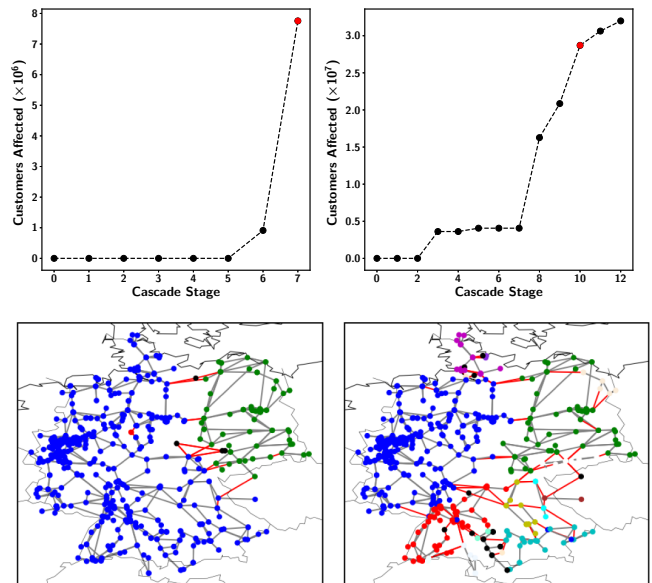 8
7
6
5
4
3
2
1
0
Customers Affected (×10⁶)
0 1 2 3 4 5 6 7
Cascade Stage
3.0
2.5
2.0
1.5
1.0
0.5
0
Customers Affected (×10⁷)
0 2 4 6 8 10 12
Cascade Stage